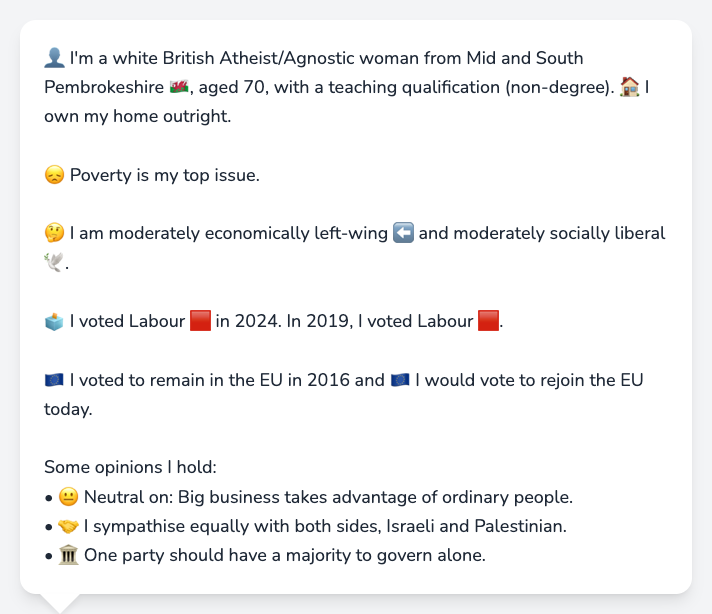 👤 I'm a white British Atheist/Agnostic woman from Mid and South
Pembrokeshire 🏴󠁧󠁢󠁷󠁬󠁳󠁿, aged 70, with a teaching qualification (non-degree). 🏠 I
own my home outright.
😞 Poverty is my top issue.
🤔 I am moderately economically left-wing ⬅️ and moderately socially liberal
🕊️.
🗳️ I voted Labour 🟥 in 2024. In 2019, I voted Labour 🟥.
🇪🇺 I voted to remain in the EU in 2016 and 🇪🇺 I would vote to rejoin the EU
today.
Some opinions I hold:
• 😐 Neutral on: Big business takes advantage of ordinary people.
• 🤝 I sympathise equally with both sides, Israeli and Palestinian.
• 🏛️ One party should have a majority to govern alone.